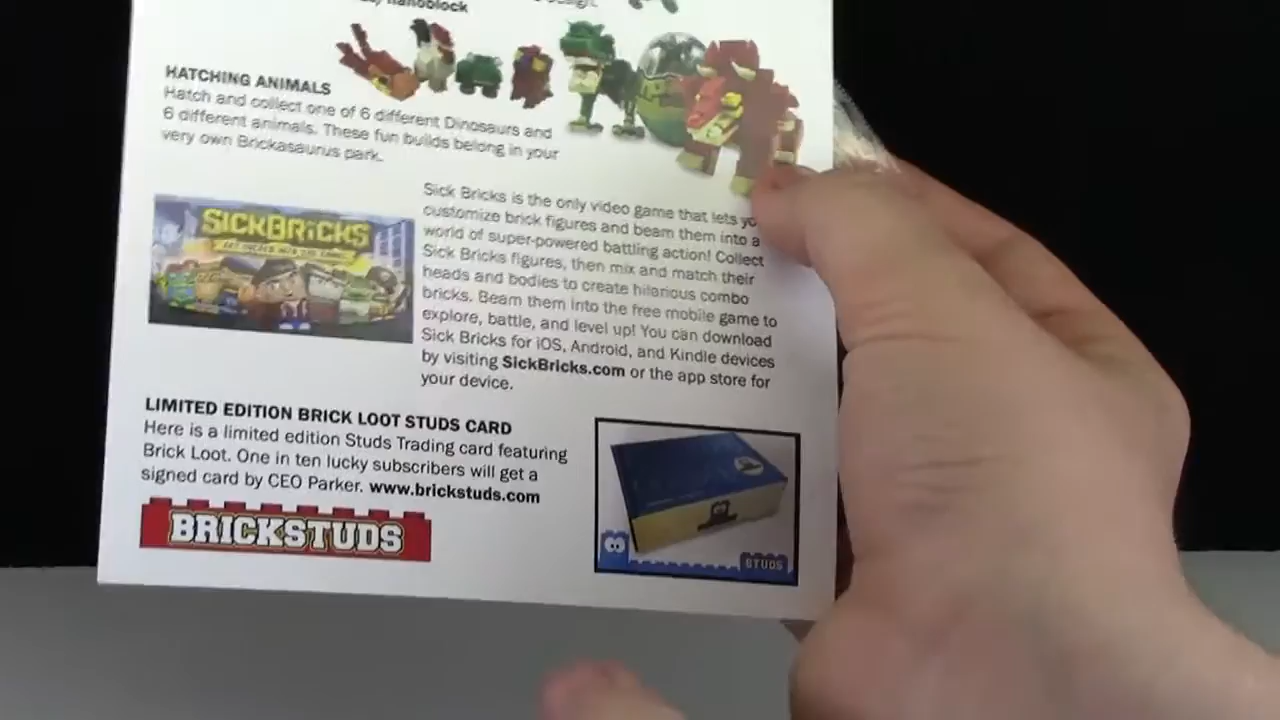 nanoblock
HATCHING ANIMALS
Hatch and collect one of 6 different Dinosaurs and
6 different animals. These fun builds belong in your
very own Brickasaurus park.
SICKBRICKS
Sick Bricks is the only video game that lets yo
customize brick figures and beam them into a
world of super-powered battling action! Collect
Sick Bricks figures, then mix and match their
heads and bodies to create hilarious combo
bricks. Beam them into the free mobile game to
explore, battle, and level up! You can download
Sick Bricks for iOS, Android, and Kindle devices
by visiting SickBricks.com or the app store for
your device.
LIMITED EDITION BRICK LOOT STUDS CARD
Here is a limited edition Studs Trading card featuring
Brick Loot. One in ten lucky subscribers will get a
signed card by CEO Parker. www.brickstuds.com
BRICKSTUDS
STUDS